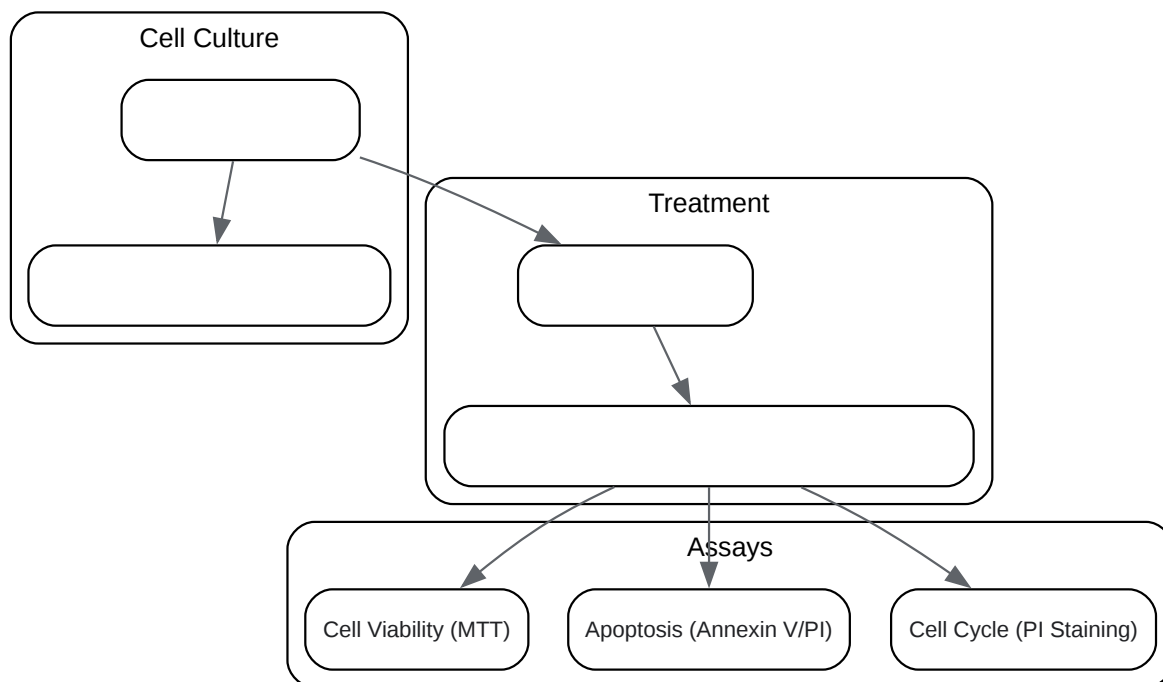 Cell Culture
Treatment
Assays
Cell Viability (MTT)
Apoptosis (Annexin V/PI)
Cell Cycle (PI Staining)